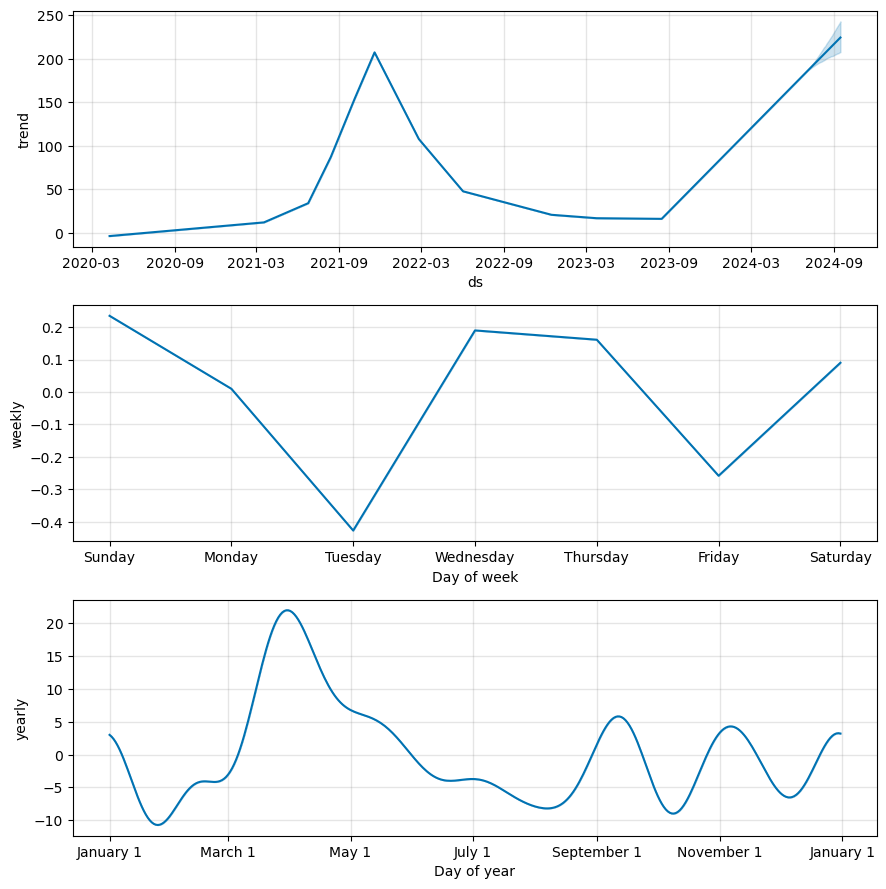 250
200
150
100
50
0
trend
2020-03 2020-09 2021-03 2021-09 2022-03 2022-09 2023-03 2023-09 2024-03 2024-09
ds
0.2
0.1
0.0
−0.1
−0.2
−0.3
−0.4
weekly
Sunday Monday Tuesday Wednesday Thursday Friday Saturday
Day of week
20
15
10
5
0
−5
−10
yearly
January 1 March 1 May 1 July 1 September 1 November 1 January 1
Day of year